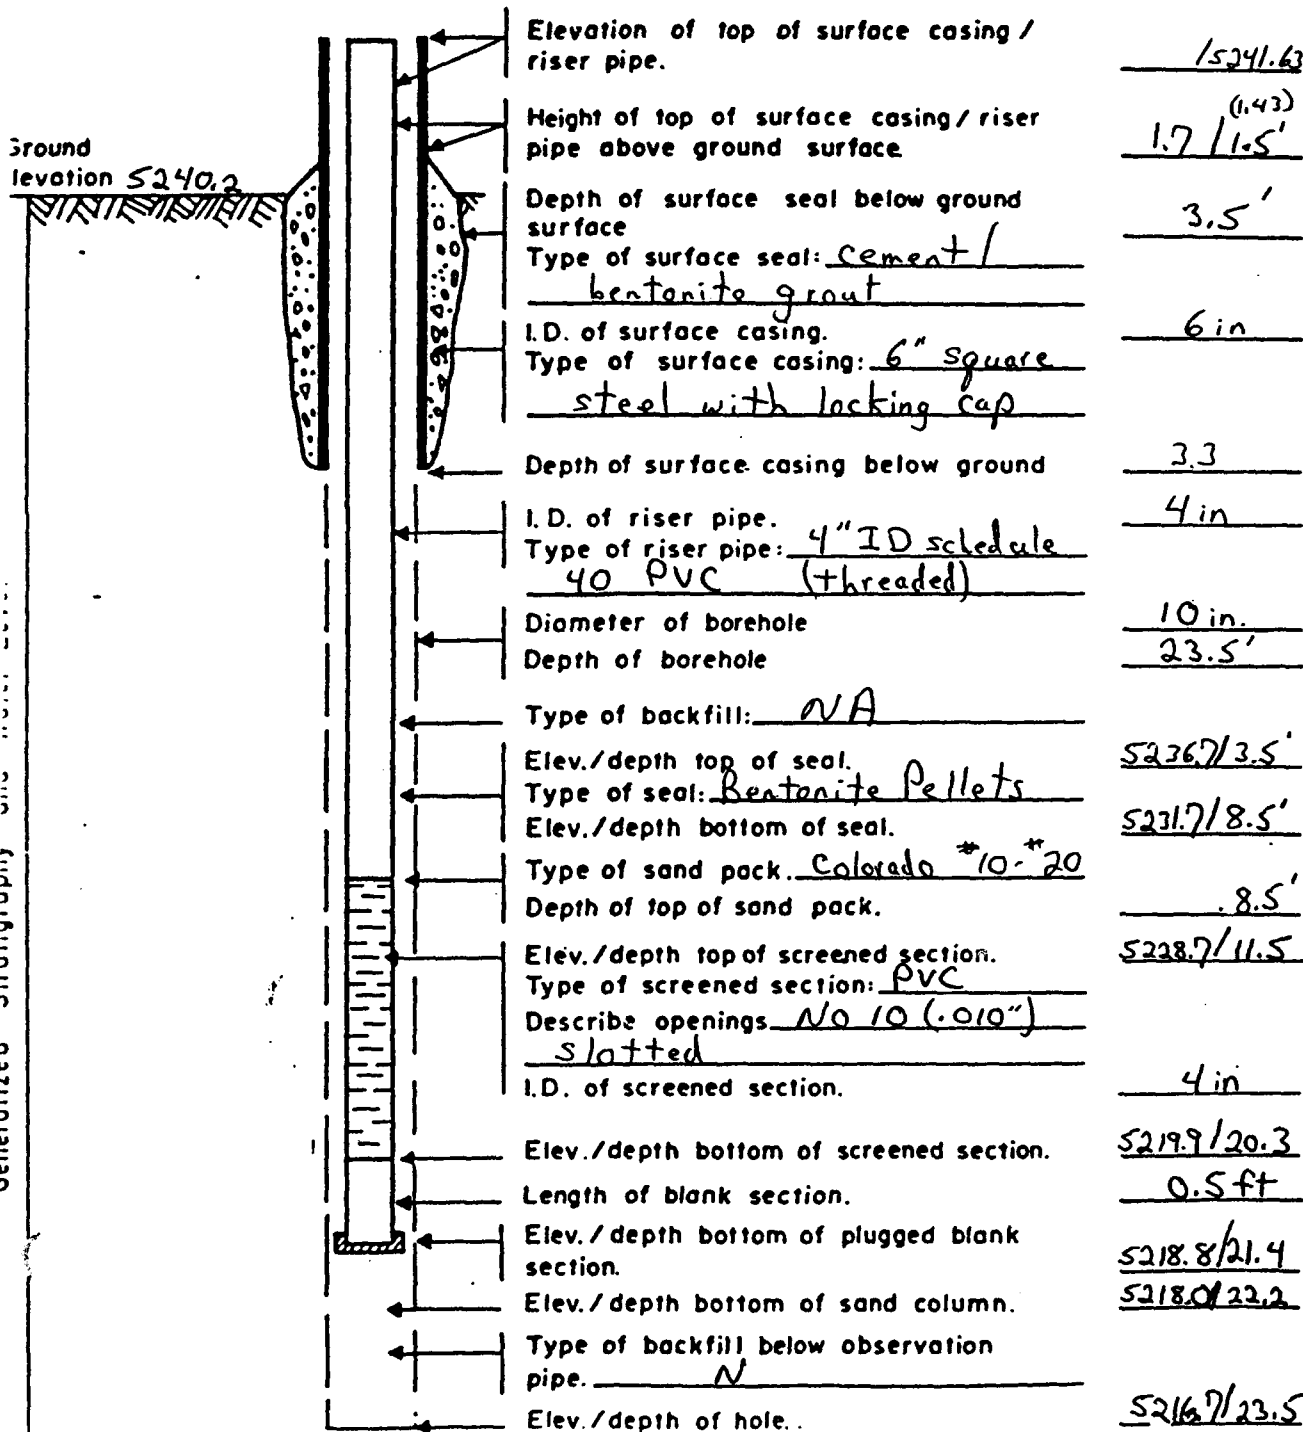 Elevation of top of surface casing /
riser pipe. /5241.63
Height of top of surface casing / riser
pipe above ground surface 1.7 / 1.5' (1.43)
Ground
levation 5240.2
Depth of surface seal below ground
surface 3.5'
Type of surface seal: cement /
bentonite grout
I.D. of surface casing. 6 in
Type of surface casing: 6" square
steel with locking cap
Depth of surface casing below ground 3.3
I.D. of riser pipe. 4 in
Type of riser pipe: 4" ID schedule
40 PVC (threaded)
Diameter of borehole 10 in.
Depth of borehole 23.5'
Type of backfill: NA
Elev./depth top of seal. 5236.7/3.5'
Type of seal: Bentonite Pellets
Elev./depth bottom of seal. 5231.7/8.5'
Type of sand pack. Colorado #10-#20
Depth of top of sand pack. .8.5'
Elev./depth top of screened section. 5228.7/11.5
Type of screened section: PVC
Describe openings NO 10 (.010")
slotted
I.D. of screened section. 4 in
Elev./depth bottom of screened section. 5219.9/20.3
Length of blank section. 0.5 ft
Elev./depth bottom of plugged blank
section. 5218.8/21.4
Elev./depth bottom of sand column. 5218.0/22.2
Type of backfill below observation
pipe. N
Elev./depth of hole.. 5216.7/23.5
Generalized stratigraphy and